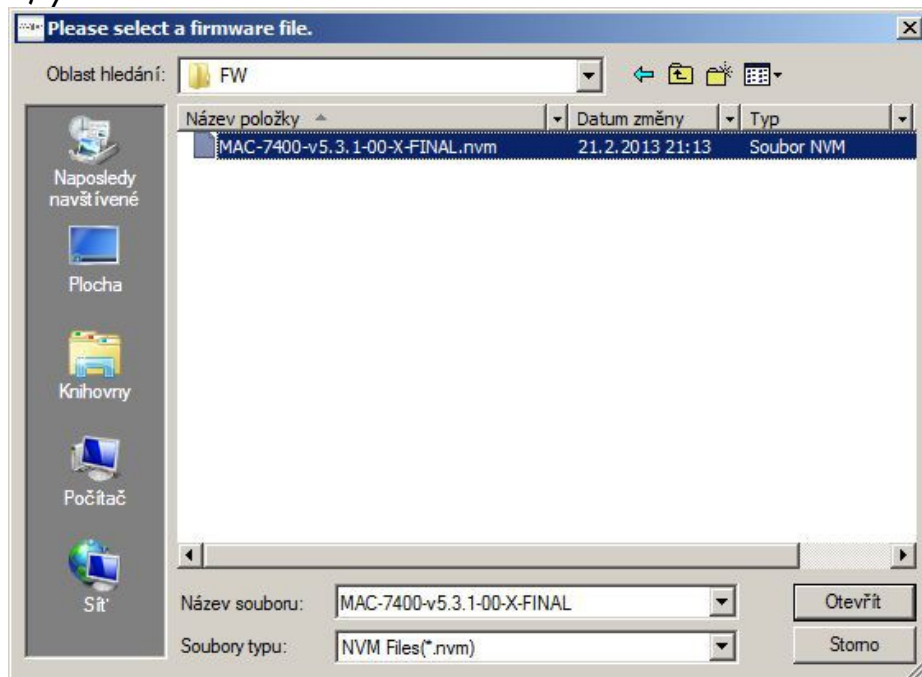 Please select a firmware file.
Oblast hledání: FW
Název položky Datum změny Typ
MAC-7400-v5.3.1-00-X-FINAL.nvm 21.2.2013 21:13 Soubor NVM
Naposledy
navštívené
Plocha
Knihovny
Počítač
Síť
Název souboru: MAC-7400-v5.3.1-00-X-FINAL Otevřít
Soubory typu: NVM Files(*.nvm) Storno